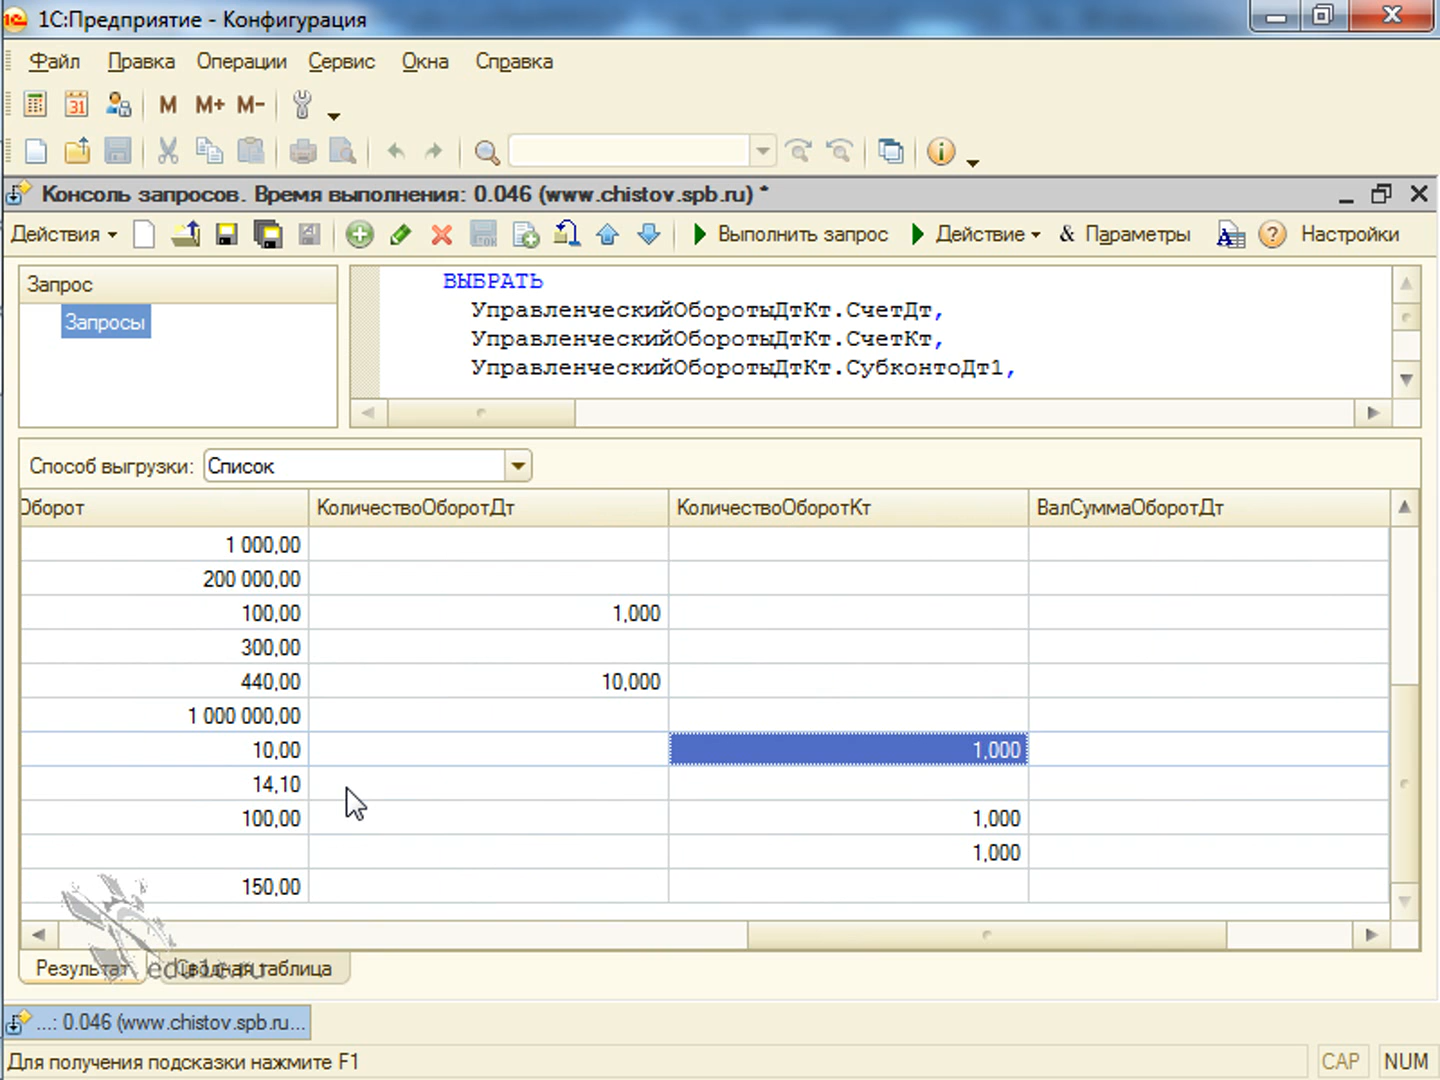 1С:Предприятие - Конфигурация
Файл Правка Операции Сервис Окна Справка
31 M M+ M-
Консоль запросов. Время выполнения: 0.046 (www.chistov.spb.ru) *
Действия Выполнить запрос Действие & Параметры ? Настройки
Запрос
Запросы
ВЫБРАТЬ
УправленческийОборотыДтКт.СчетДт,
УправленческийОборотыДтКт.СчетКт,
УправленческийОборотыДтКт.СубконтоДт1,
Способ выгрузки: Список
Оборот КоличествоОборотДт КоличествоОборотКт ВалСуммаОборотДт
1 000,00
200 000,00
100,00 1,000
300,00
440,00 10,000
1 000 000,00
10,00 1,000
14,10
100,00 1,000
1,000
150,00
Результат Сводная таблица
edu1c.ru
...: 0.046 (www.chistov.spb.ru...
Для получения подсказки нажмите F1 CAP NUM